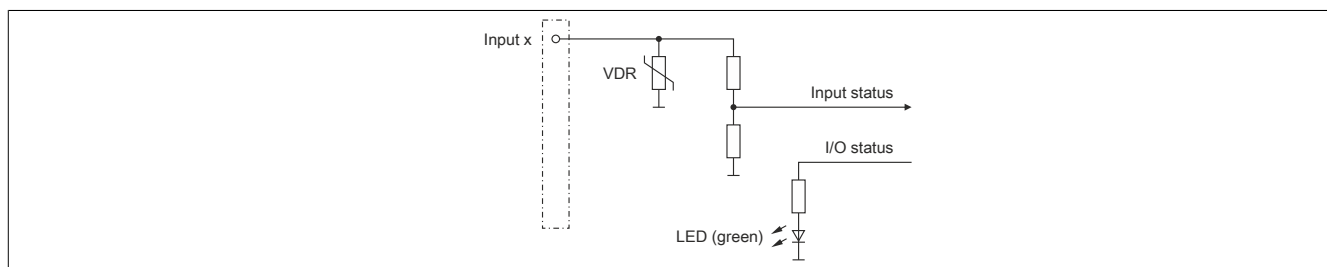 Input x
VDR
Input status
I/O status
LED (green)